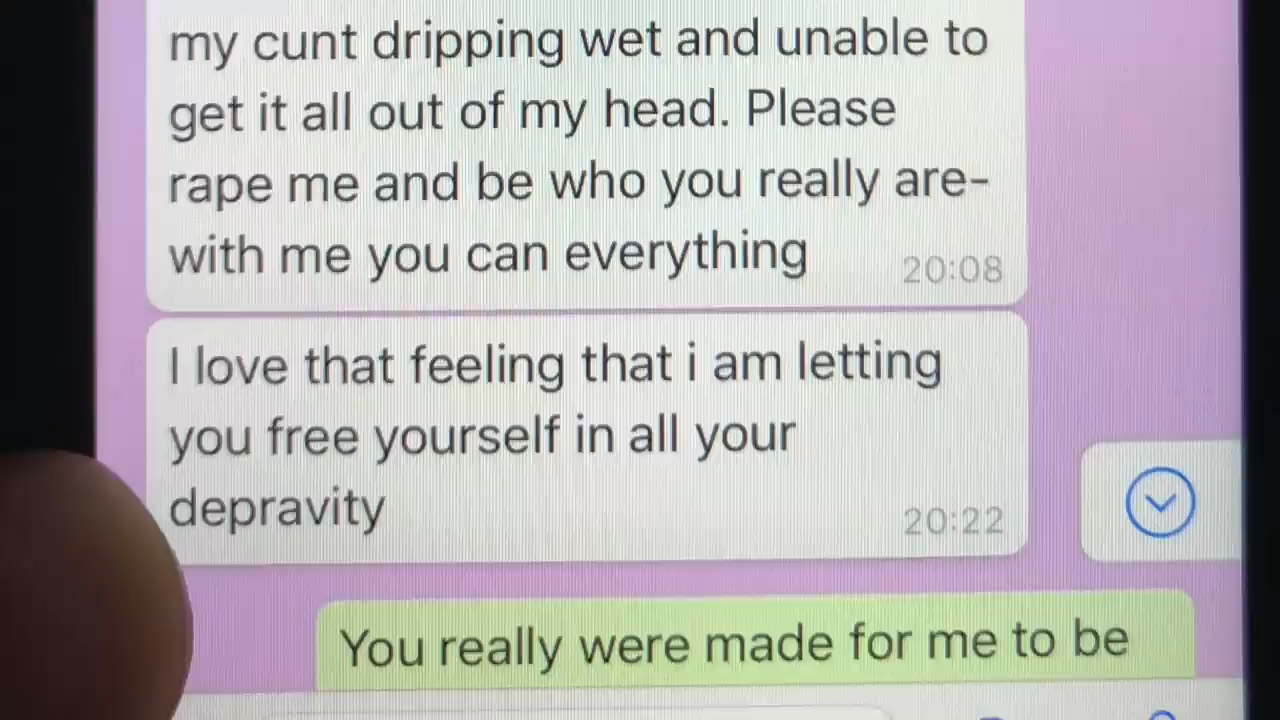 my cunt dripping wet and unable to
get it all out of my head. Please
rape me and be who you really are-
with me you can everything
20:08
I love that feeling that i am letting
you free yourself in all your
depravity
20:22
You really were made for me to be